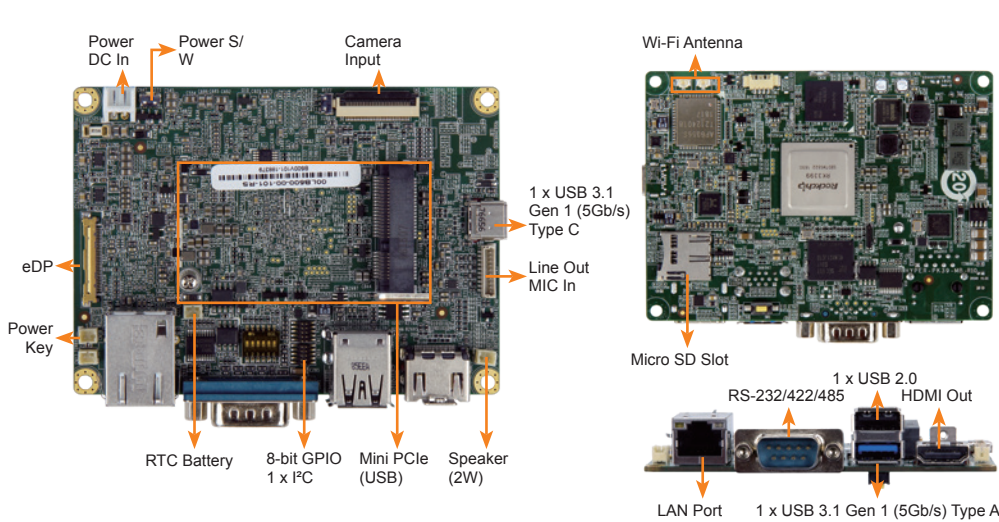 Power
DC In
Power S/
W
Camera
Input
1 x USB 3.1
Gen 1 (5Gb/s)
Type C
Line Out
MIC In
eDP
Power
Key
RTC Battery
8-bit GPIO
1 x I²C
Mini PCIe
(USB)
Speaker
(2W)
Wi-Fi Antenna
Rockchip
RK3399
20
Micro SD Slot
1 x USB 2.0
RS-232/422/485
HDMI Out
LAN Port
1 x USB 3.1 Gen 1 (5Gb/s) Type A